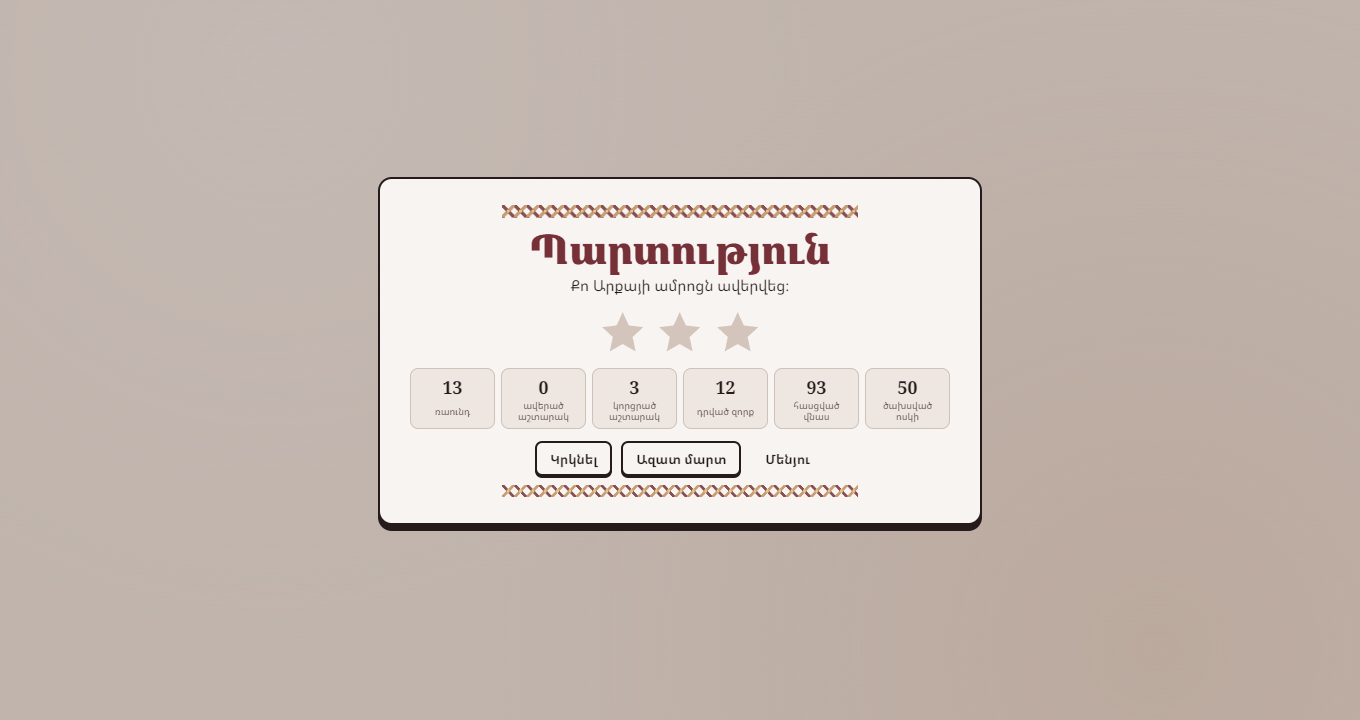 Պարտություն
Քո Արքայի ամրոցն ավերվեց:
13 0 3 12 93 50
ռաունդ ավերած աշտարակ կորցրած աշտարակ դրված զորք հասցված վնաս ծախսված ոսկի
Կրկնել Ազատ մարտ Մենյու